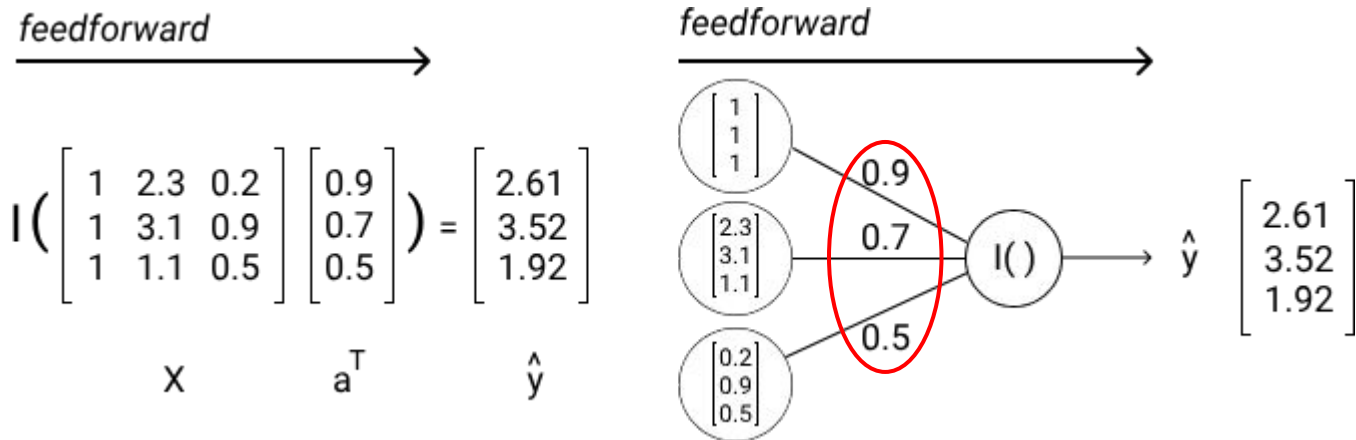 feedforward
I ( [ 1 2.3 0.2 ] [ 0.9 ] ) = [ 2.61 ]
1 3.1 0.9 0.7 3.52
1 1.1 0.5 0.5 1.92
X a^T ŷ
feedforward
1
1
1
0.9
2.3
3.1
1.1
0.7
I( )
ŷ
2.61
3.52
1.92
0.5
0.2
0.9
0.5